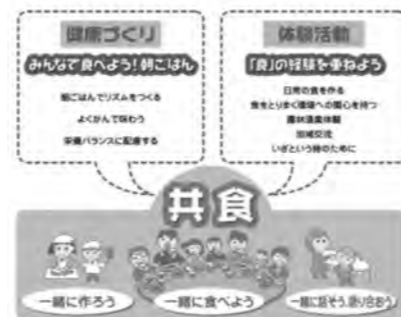 健康づくり
みんなで食べよう!朝ごはん
朝ごはんでリズムをつくる
よくかんで味わう
栄養バランスに配慮する
体験活動
「食」の経験を重ねよう
日常の食を作る
食をとりまく環境への関心を持つ
農林漁業体験
地域交流
いざという時のために
共食
一緒に作ろう
一緒に食べよう
一緒に話そう、語り合おう